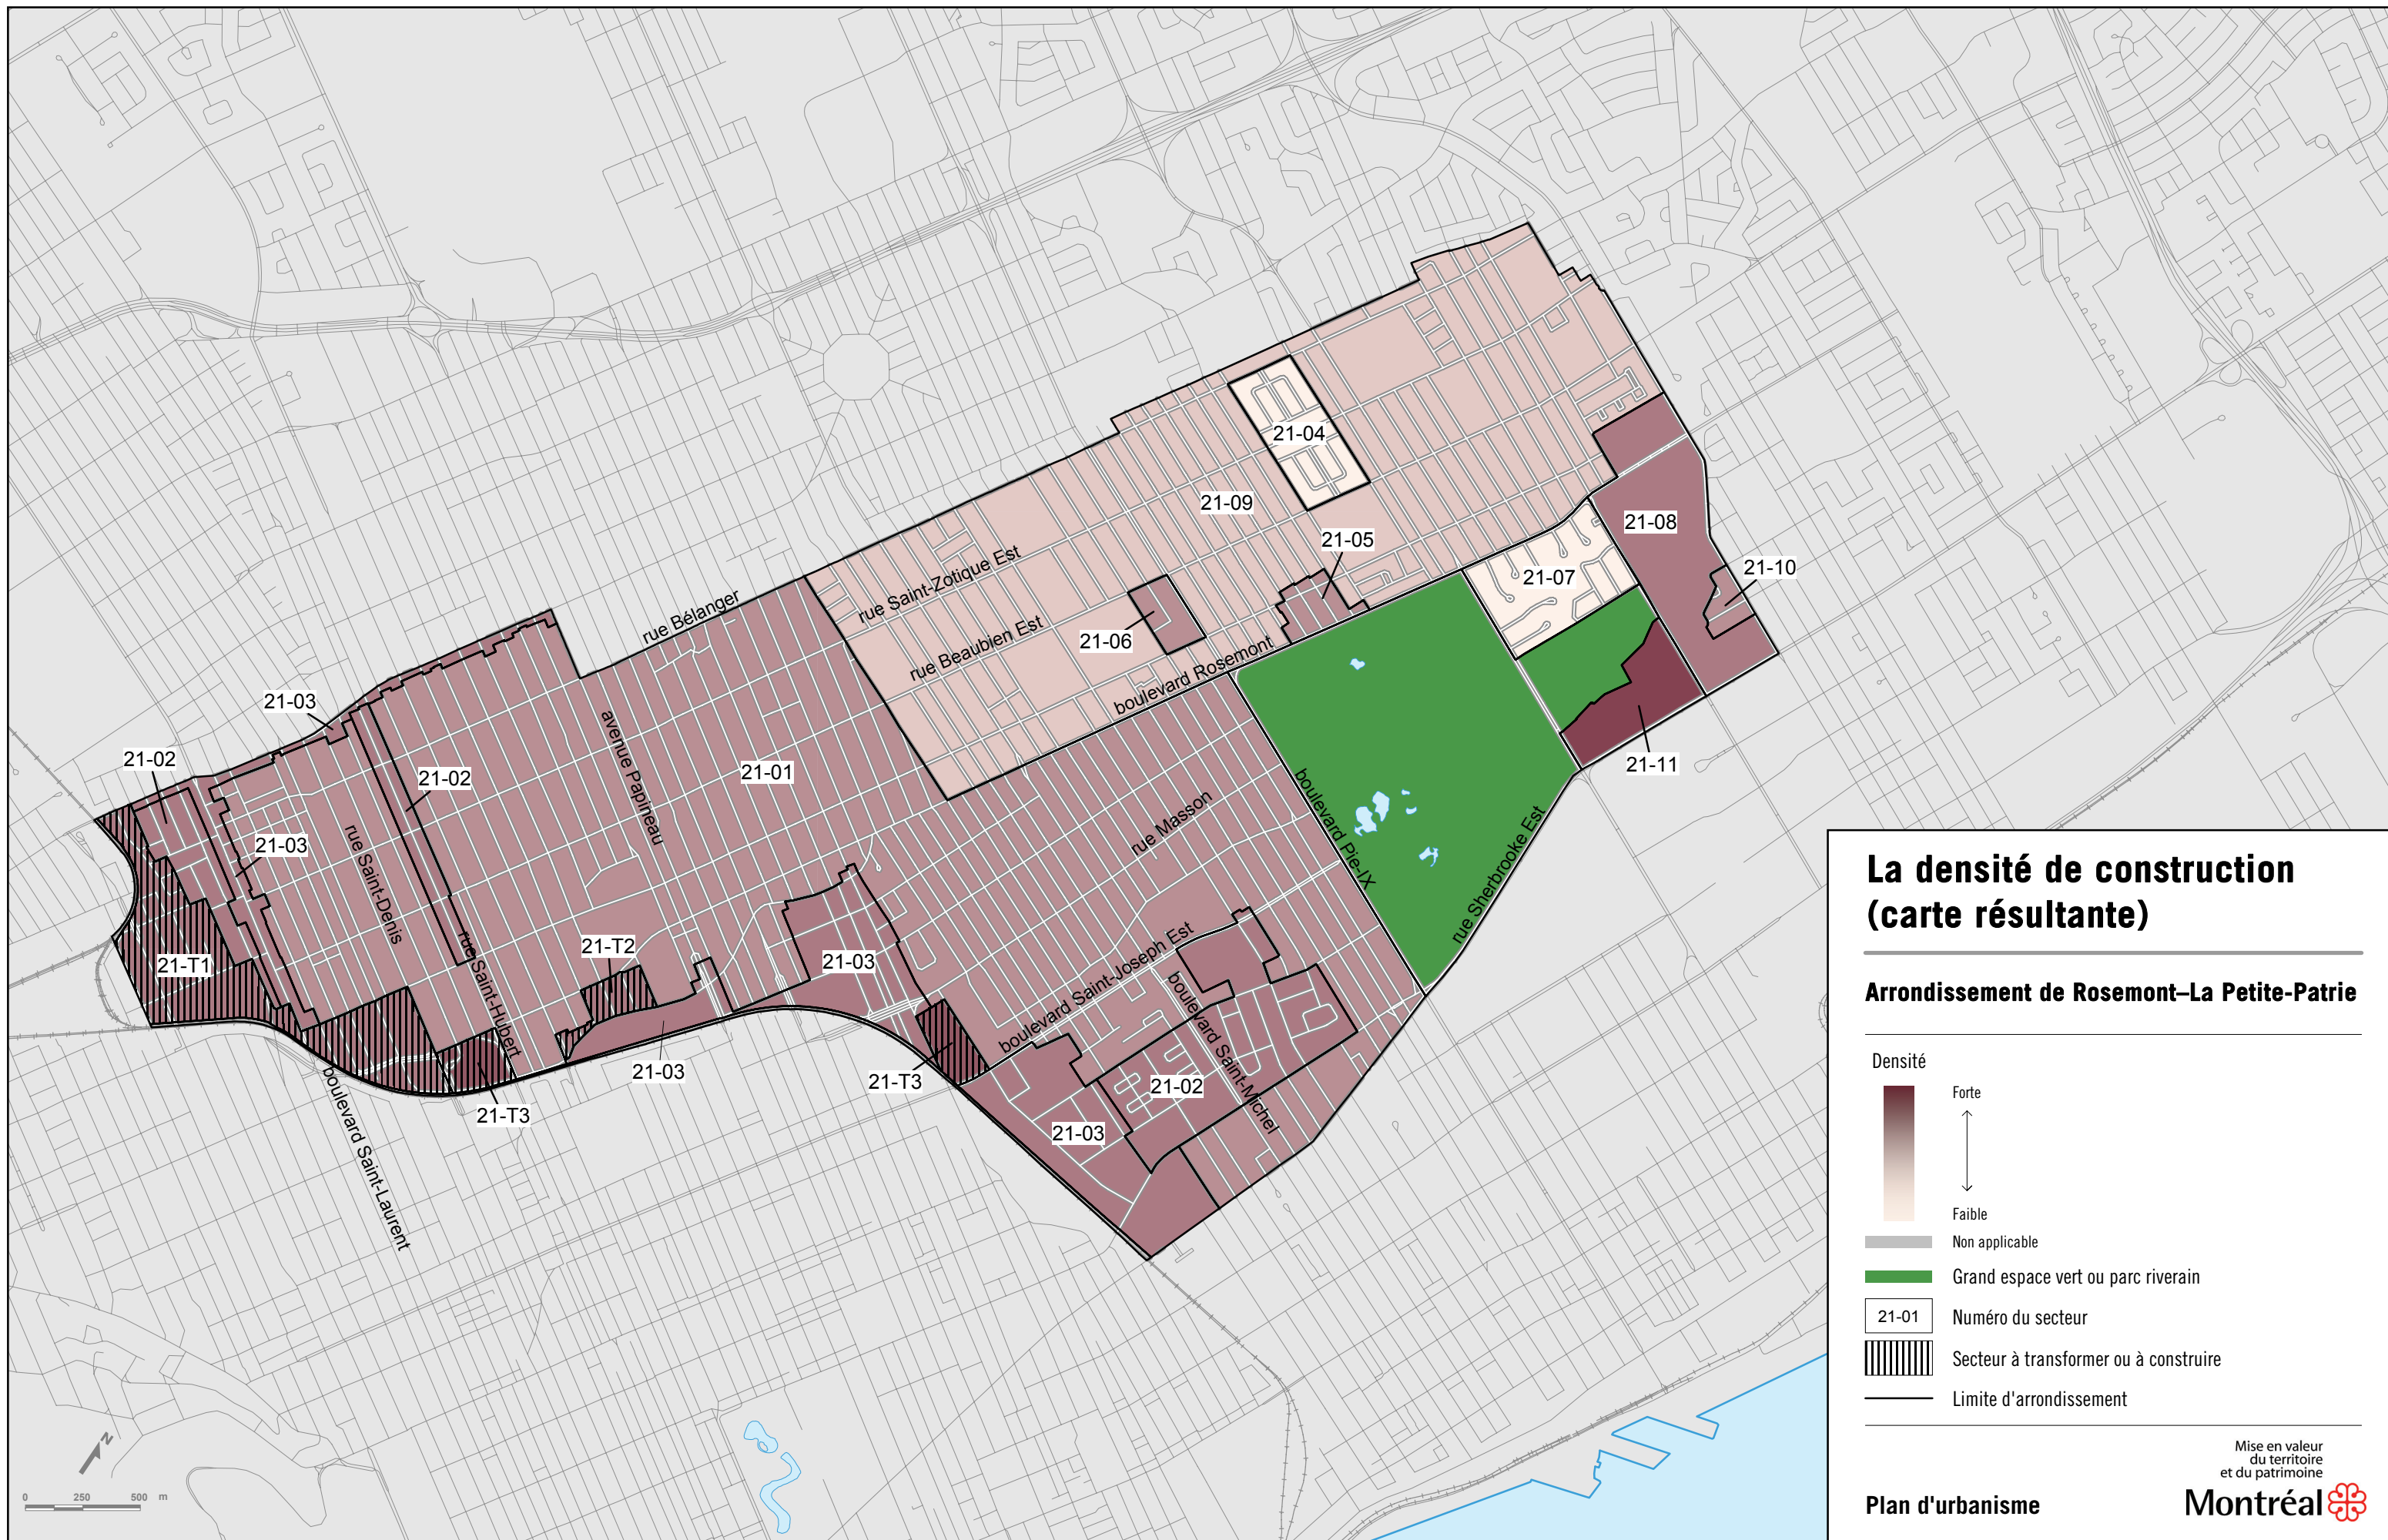 21-04
21-09
21-05
21-08
21-10
21-07
21-06
21-11
rue Saint-Zotique Est
rue Beaubien Est
rue Bélanger
boulevard Rosemont
21-03
21-02
21-02
21-01
avenue Papineau
21-03
rue Saint-Denis
rue Masson
boulevard Pie-IX
rue Sherbrooke Est
21-T1
21-T2
21-03
rue Saint-Hubert
boulevard Saint-Joseph Est
boulevard Saint-Michel
21-03
21-T3
21-02
21-T3
21-03
boulevard Saint-Laurent
N
0 250 500 m
La densité de construction
(carte résultante)
Arrondissement de Rosemont–La Petite-Patrie
Densité
Forte
Faible
Non applicable
Grand espace vert ou parc riverain
21-01 Numéro du secteur
Secteur à transformer ou à construire
Limite d'arrondissement
Mise en valeur
du territoire
et du patrimoine
Plan d'urbanisme
Montréal